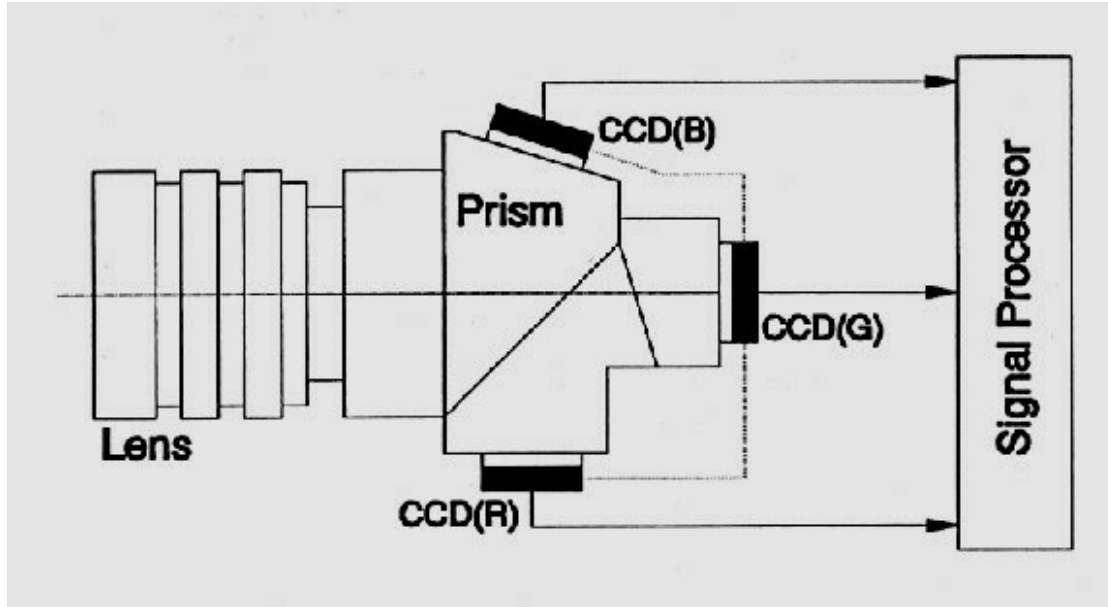 CCD(B)
Prism
CCD(G)
Lens
CCD(R)
Signal Processor